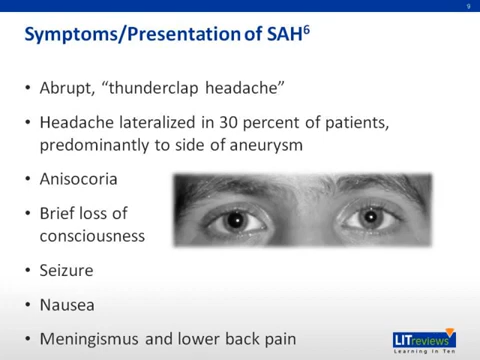 9
Symptoms/Presentation of SAH6
• Abrupt, “thunderclap headache”
• Headache lateralized in 30 percent of patients,
predominantly to side of aneurysm
• Anisocoria
• Brief loss of
consciousness
• Seizure
• Nausea
• Meningismus and lower back pain
LITreviews
Learning in Ten